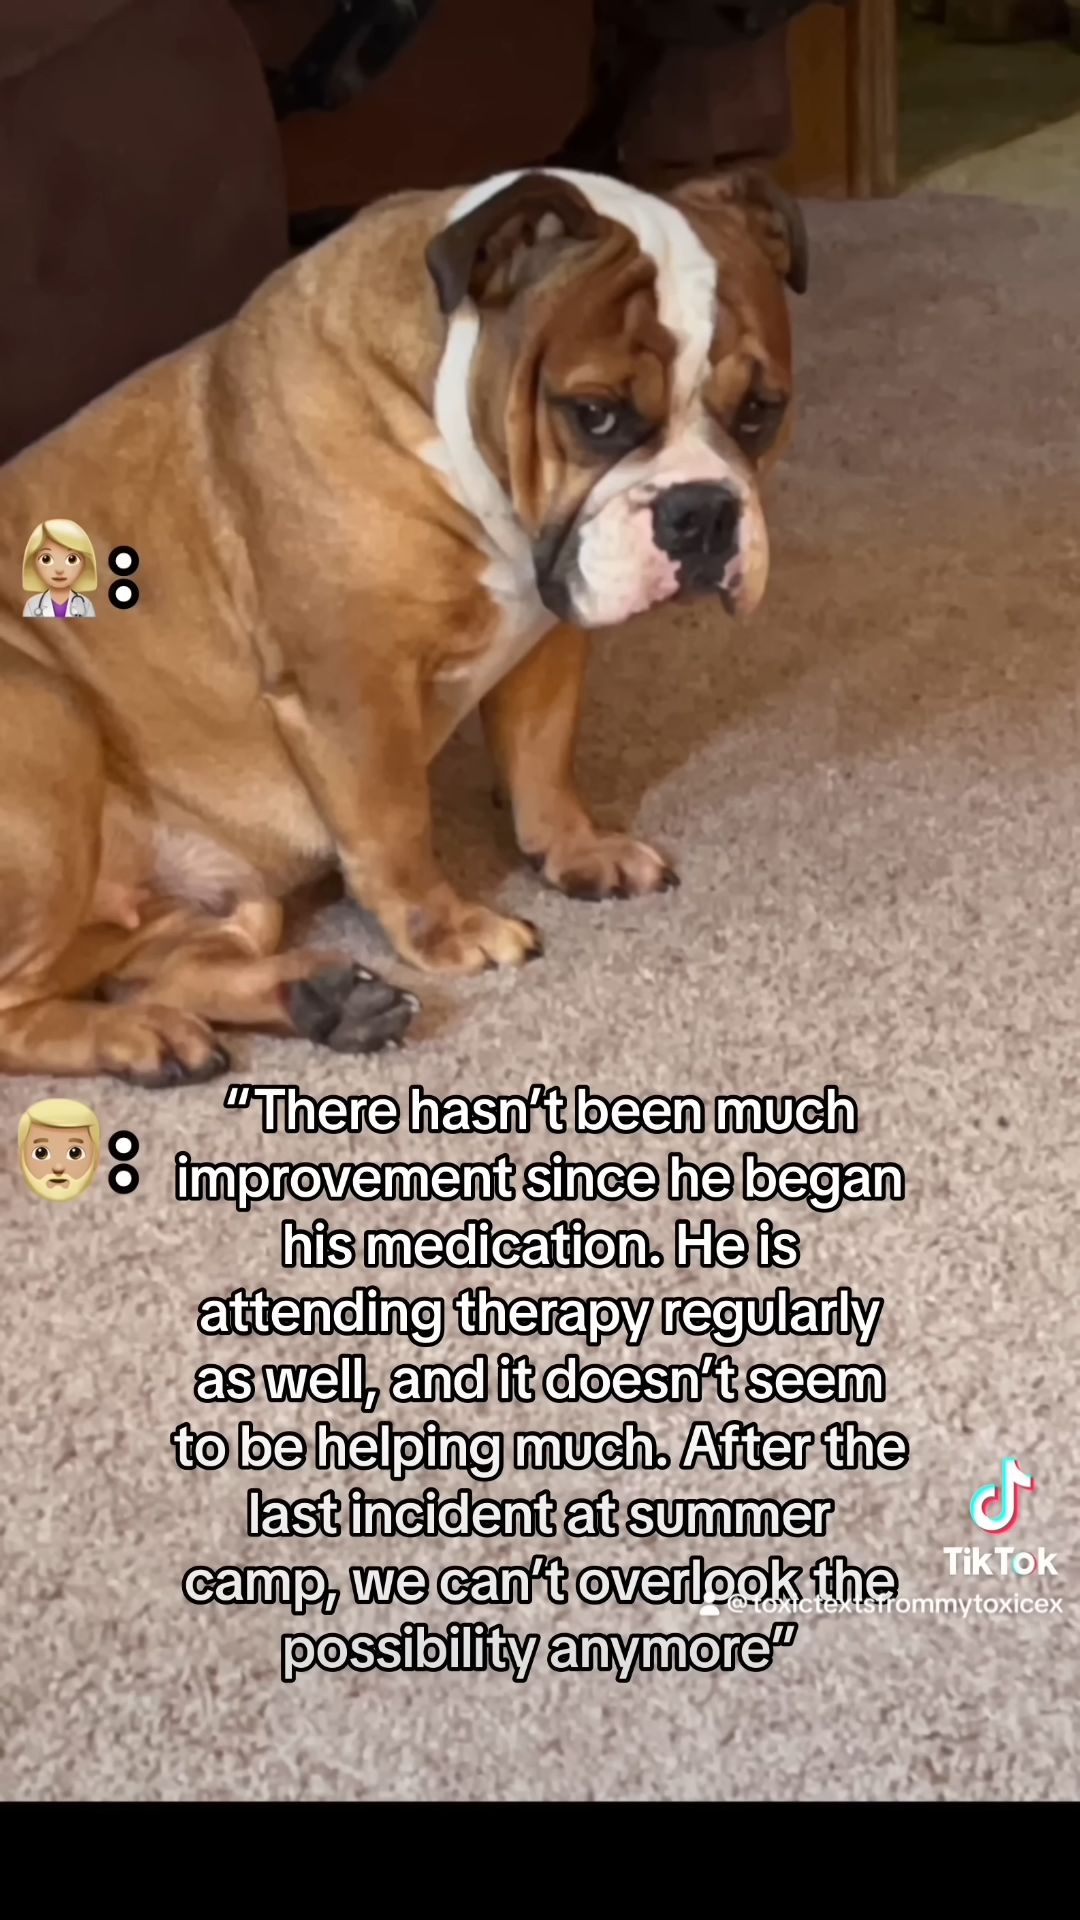 :
:
“There hasn’t been much
improvement since he began
his medication. He is
attending therapy regularly
as well, and it doesn’t seem
to be helping much. After the
last incident at summer
camp, we can’t overlook the
possibility anymore”
TikTok
@toxictextsfrommytoxicex